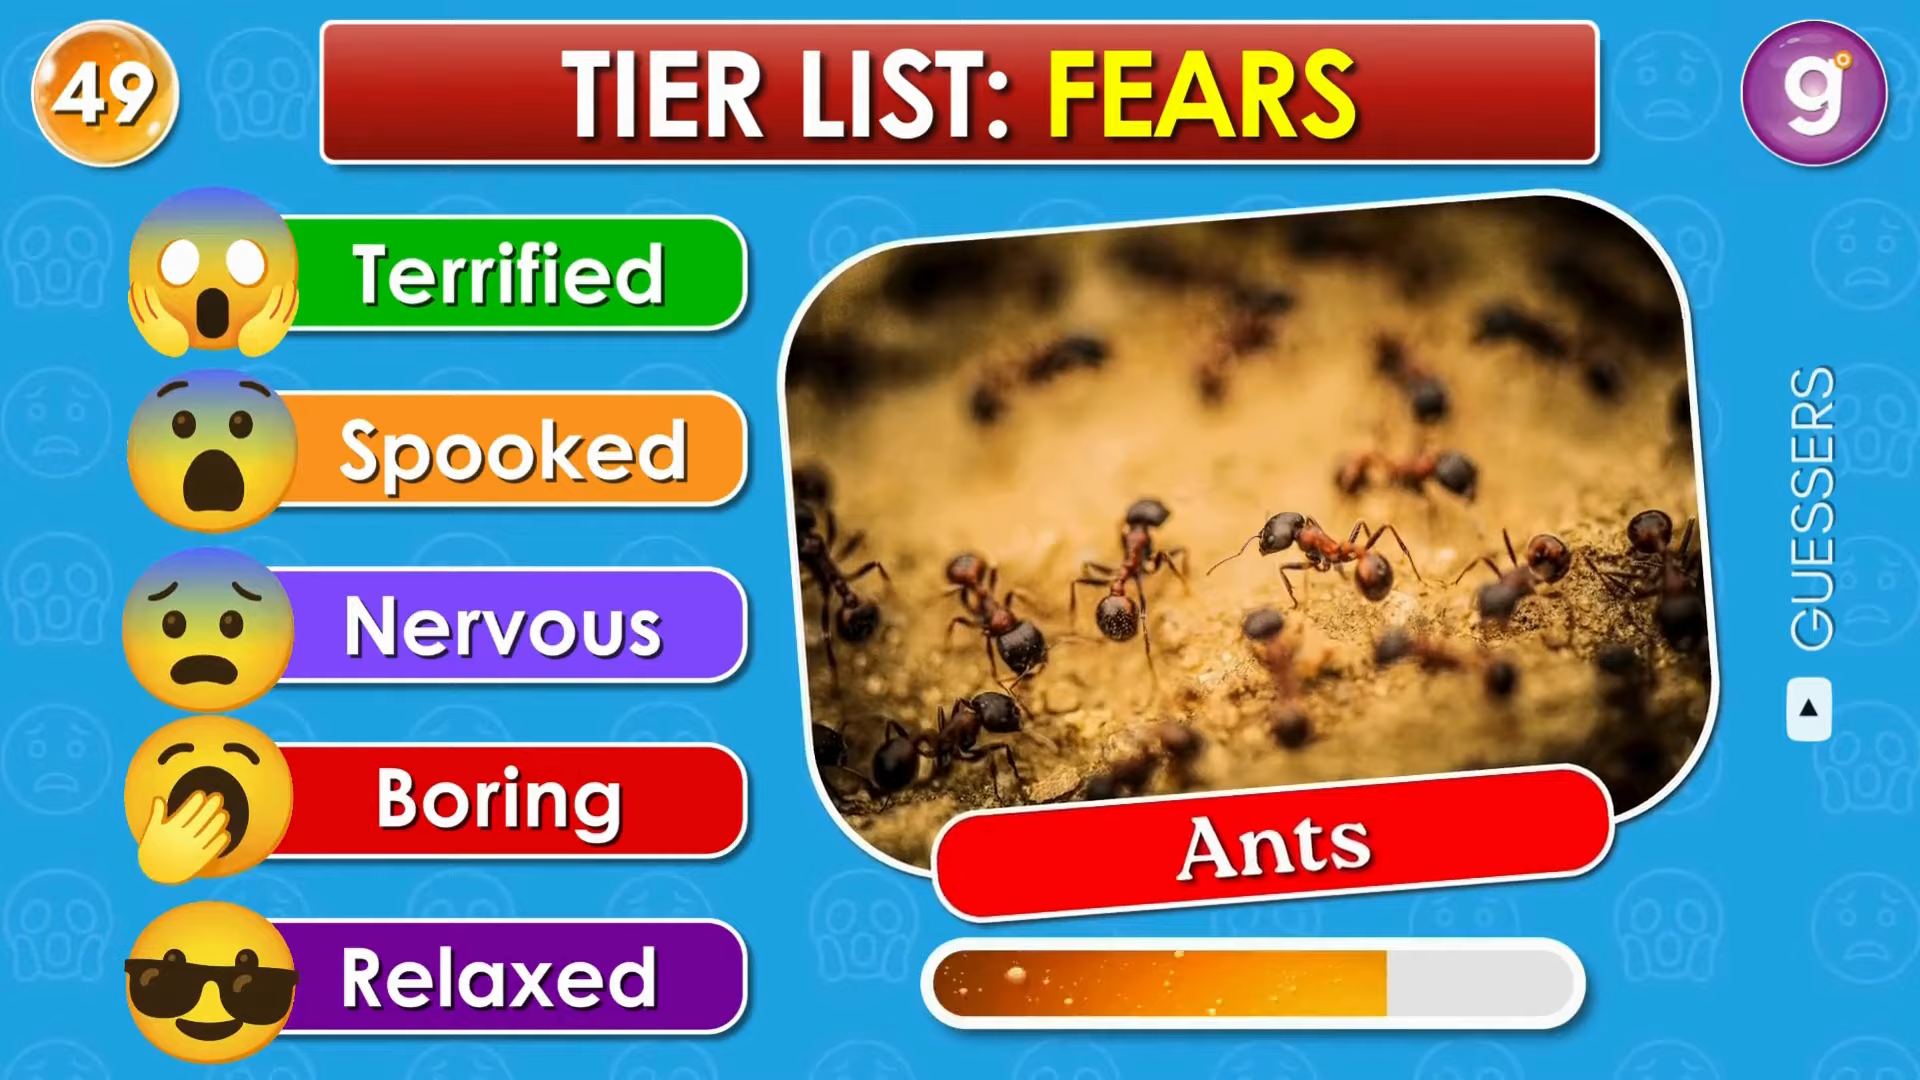 49
TIER LIST: FEARS
g
Terrified
Spooked
Nervous
Boring
Relaxed
Ants
GUESSERS